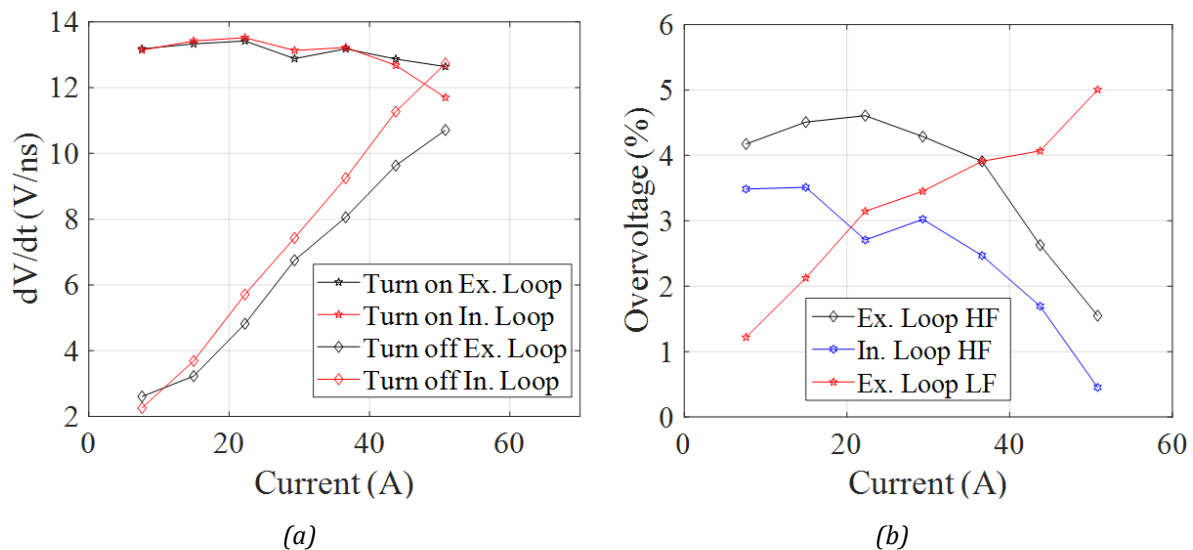 14
12
10
8
6
4
2
0
20
40
60
dV/dt (V/ns)
Current (A)
Turn on Ex. Loop
Turn on In. Loop
Turn off Ex. Loop
Turn off In. Loop
(a)
6
5
4
3
2
1
0
0
20
40
60
Overvoltage (%)
Current (A)
Ex. Loop HF
In. Loop HF
Ex. Loop LF
(b)